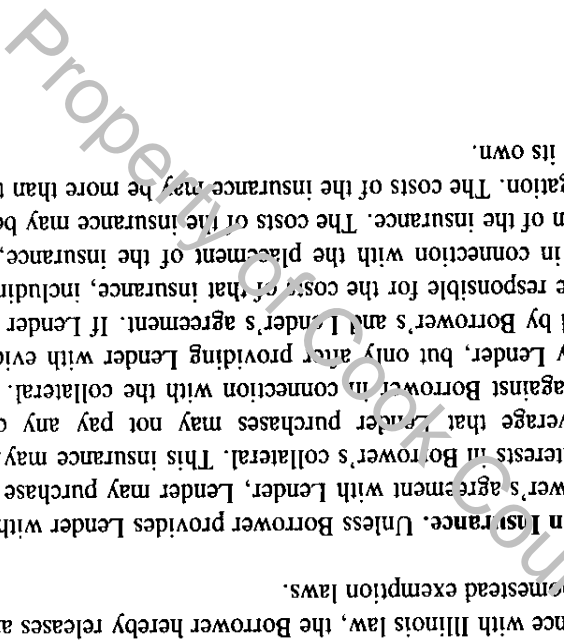 nce with Illinois law, the Borrower hereby releases a
omestead exemption laws.
n Insurance. Unless Borrower provides Lender with
wer's agreement with Lender, Lender may purchase
terests in Borrower's collateral. This insurance may
verage that Lender purchases may not pay any c
against Borrower in connection with the collateral.
y Lender, but only after providing Lender with evid
by Borrower's and Lender's agreement. If Lender
e responsible for the costs of that insurance, includin
in connection with the placement of the insurance,
n of the insurance. The costs of the insurance may be
gation. The costs of the insurance may be more than t
its own.
Property of Cook Cou